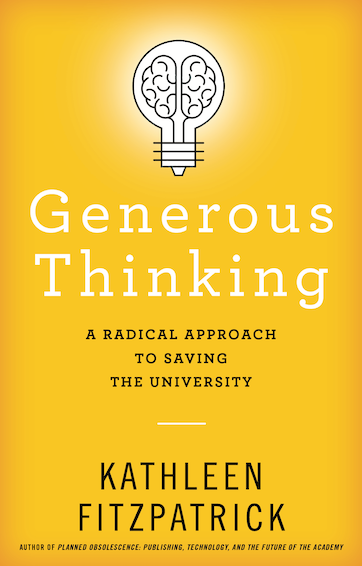 Generous
Thinking
A RADICAL APPROACH
TO SAVING
THE UNIVERSITY
KATHLEEN
FITZPATRICK
AUTHOR OF PLANNED OBSOLESCENCE: PUBLISHING, TECHNOLOGY, AND THE FUTURE OF THE ACADEMY